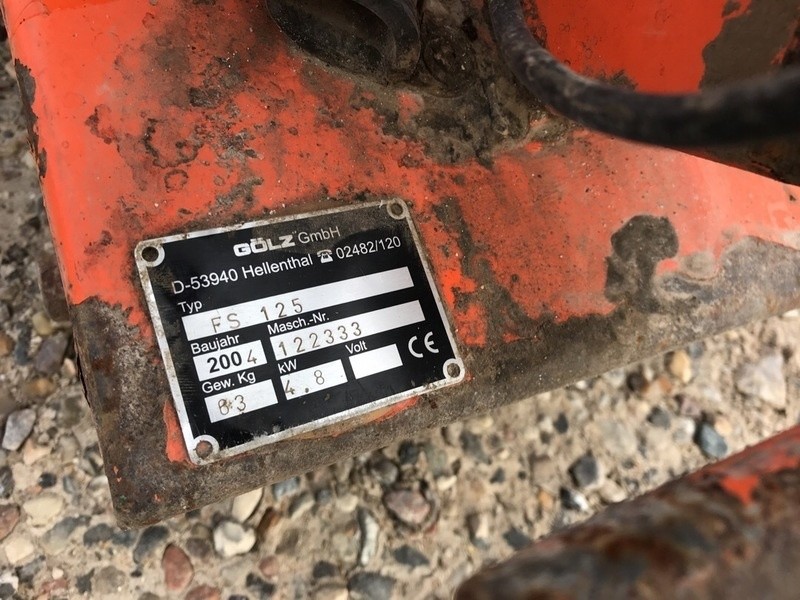 GÖLZ GmbH
D-53940 Hellenthal ☎ 02482/120
Typ
FS 125
Baujahr Masch.-Nr.
2004 122333
Gew. Kg kW Volt
63 4.8 CE